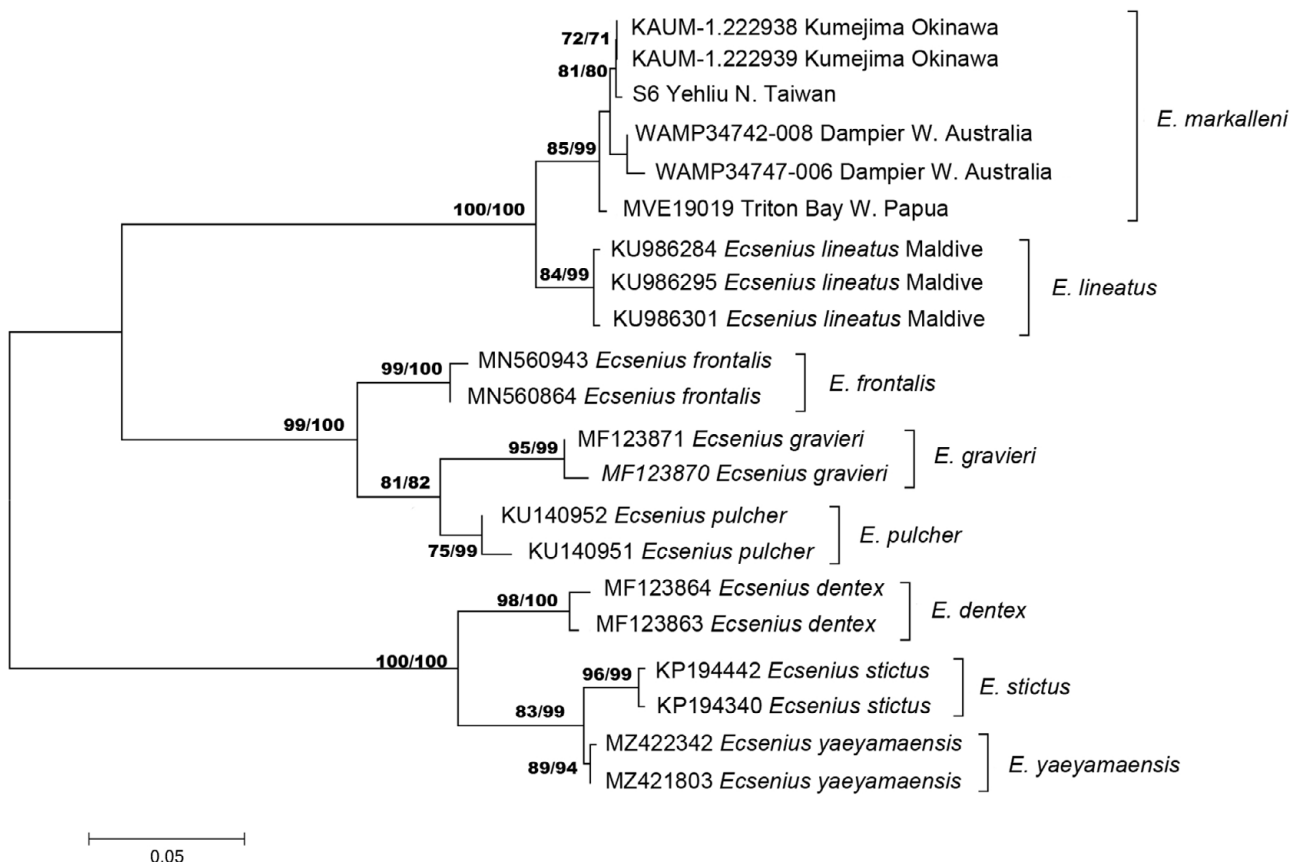 KAUM-1.222938 Kumejima Okinawa
72/71
KAUM-1.222939 Kumejima Okinawa
81/80
S6 Yehliu N. Taiwan
E. markalleni
WAMP34742-008 Dampier W. Australia
85/99
WAMP34747-006 Dampier W. Australia
100/100
MVE19019 Triton Bay W. Papua
KU986284 Ecsenius lineatus Maldive
84/99
KU986295 Ecsenius lineatus Maldive
E. lineatus
KU986301 Ecsenius lineatus Maldive
MN560943 Ecsenius frontalis
99/100
E. frontalis
MN560864 Ecsenius frontalis
99/100
MF123871 Ecsenius gravieri
95/99
E. gravieri
MF123870 Ecsenius gravieri
81/82
KU140952 Ecsenius pulcher
E. pulcher
75/99
KU140951 Ecsenius pulcher
MF123864 Ecsenius dentex
98/100
E. dentex
MF123863 Ecsenius dentex
100/100
KP194442 Ecsenius stictus
96/99
E. stictus
KP194340 Ecsenius stictus
83/99
MZ422342 Ecsenius yaeyamaensis
E. yaeyamaensis
89/94
MZ421803 Ecsenius yaeyamaensis
0.05